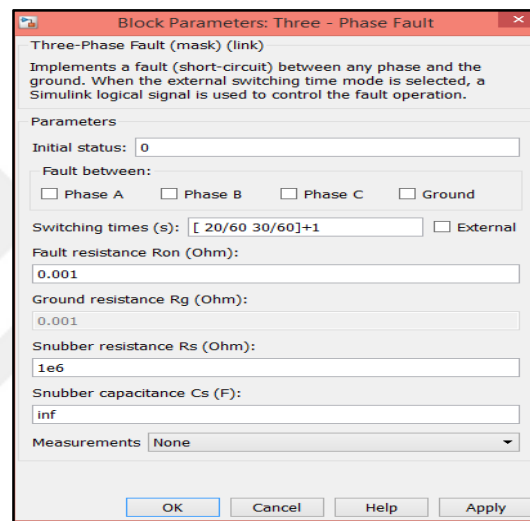 Block Parameters: Three - Phase Fault
Three-Phase Fault (mask) (link)
Implements a fault (short-circuit) between any phase and the
ground. When the external switching time mode is selected, a
Simulink logical signal is used to control the fault operation.
Parameters
Initial status: 0
Fault between:
Phase A Phase B Phase C Ground
Switching times (s): [ 20/60 30/60]+1 External
Fault resistance Ron (Ohm):
0.001
Ground resistance Rg (Ohm):
0.001
Snubber resistance Rs (Ohm):
1e6
Snubber capacitance Cs (F):
inf
Measurements None
OK Cancel Help Apply